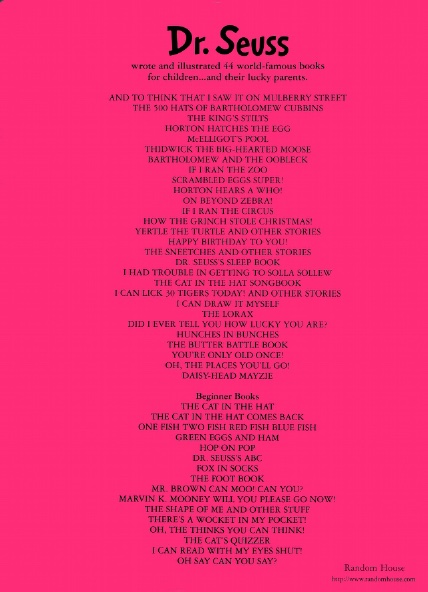 Dr. Seuss
wrote and illustrated 44 world-famous books
for children...and their lucky parents.
AND TO THINK THAT I SAW IT ON MULBERRY STREET
THE 500 HATS OF BARTHOLOMEW CUBBINS
THE KING'S STILTS
HORTON HATCHES THE EGG
McELLIGOT'S POOL
THIDWICK THE BIG-HEARTED MOOSE
BARTHOLOMEW AND THE OOBLECK
IF I RAN THE ZOO
SCRAMBLED EGGS SUPER!
HORTON HEARS A WHO!
ON BEYOND ZEBRA!
IF I RAN THE CIRCUS
HOW THE GRINCH STOLE CHRISTMAS!
YERTLE THE TURTLE AND OTHER STORIES
HAPPY BIRTHDAY TO YOU!
THE SNEETCHES AND OTHER STORIES
DR. SEUSS'S SLEEP BOOK
I HAD TROUBLE IN GETTING TO SOLLA SOLLEW
THE CAT IN THE HAT SONGBOOK
I CAN LICK 30 TIGERS TODAY! AND OTHER STORIES
I CAN DRAW IT MYSELF
THE LORAX
DID I EVER TELL YOU HOW LUCKY YOU ARE?
HUNCHES IN BUNCHES
THE BUTTER BATTLE BOOK
YOU'RE ONLY OLD ONCE!
OH, THE PLACES YOU'LL GO!
DAISY-HEAD MAYZIE
Beginner Books
THE CAT IN THE HAT
THE CAT IN THE HAT COMES BACK
ONE FISH TWO FISH RED FISH BLUE FISH
GREEN EGGS AND HAM
HOP ON POP
DR. SEUSS'S ABC
FOX IN SOCKS
THE FOOT BOOK
MR. BROWN CAN MOO! CAN YOU?
MARVIN K. MOONEY WILL YOU PLEASE GO NOW!
THE SHAPE OF ME AND OTHER STUFF
THERE'S A WOCKET IN MY POCKET!
OH, THE THINKS YOU CAN THINK!
THE CAT'S QUIZZER
I CAN READ WITH MY EYES SHUT!
OH SAY CAN YOU SAY?
Random House
http://www.randomhouse.com